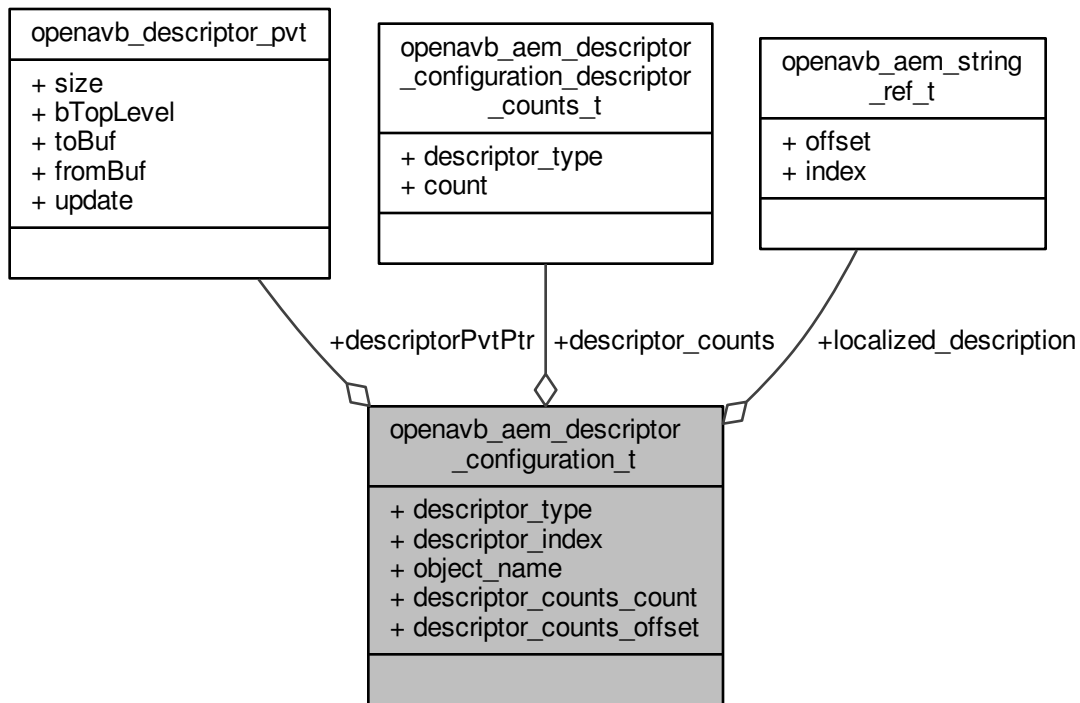 openavb_descriptor_pvt
+ size
+ bTopLevel
+ toBuf
+ fromBuf
+ update
openavb_aem_descriptor
_configuration_descriptor
_counts_t
+ descriptor_type
+ count
openavb_aem_string
_ref_t
+ offset
+ index
+descriptorPvtPtr
+descriptor_counts
+localized_description
openavb_aem_descriptor
_configuration_t
+ descriptor_type
+ descriptor_index
+ object_name
+ descriptor_counts_count
+ descriptor_counts_offset